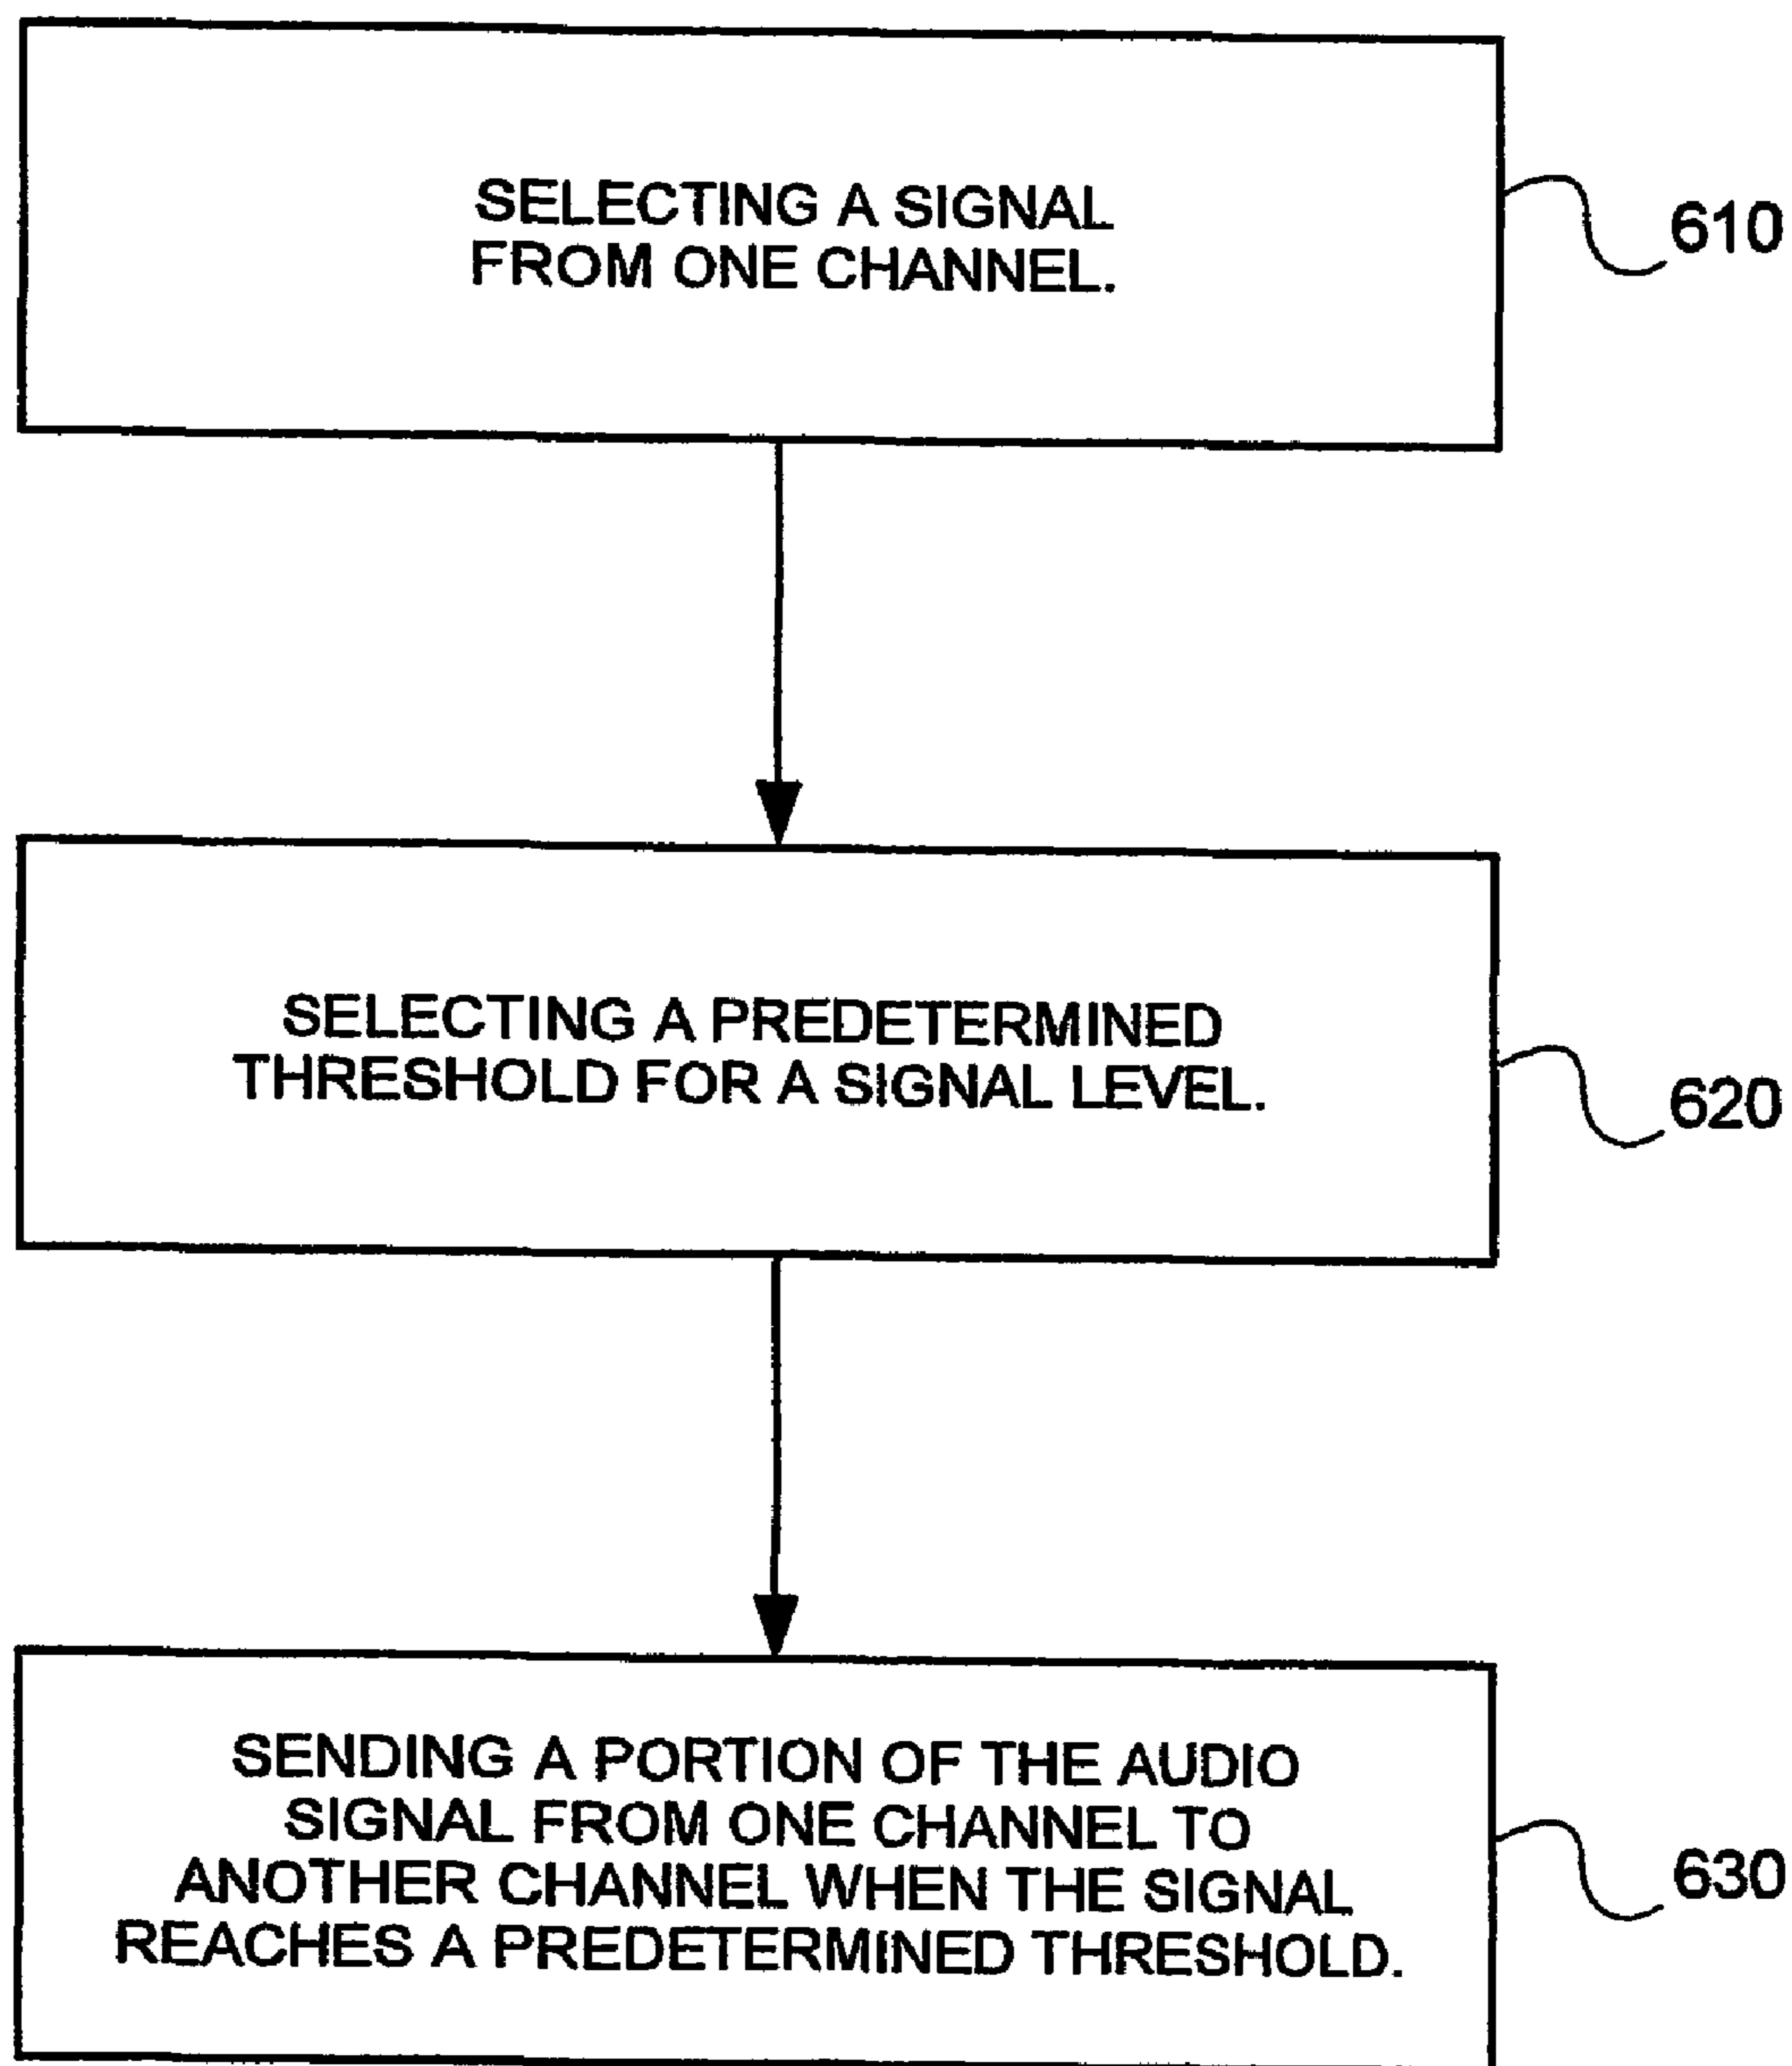 SELECTING A SIGNAL
FROM ONE CHANNEL.
610
SELECTING A PREDETERMINED
THRESHOLD FOR A SIGNAL LEVEL.
620
SENDING A PORTION OF THE AUDIO
SIGNAL FROM ONE CHANNEL TO
ANOTHER CHANNEL WHEN THE SIGNAL
REACHES A PREDETERMINED THRESHOLD.
630